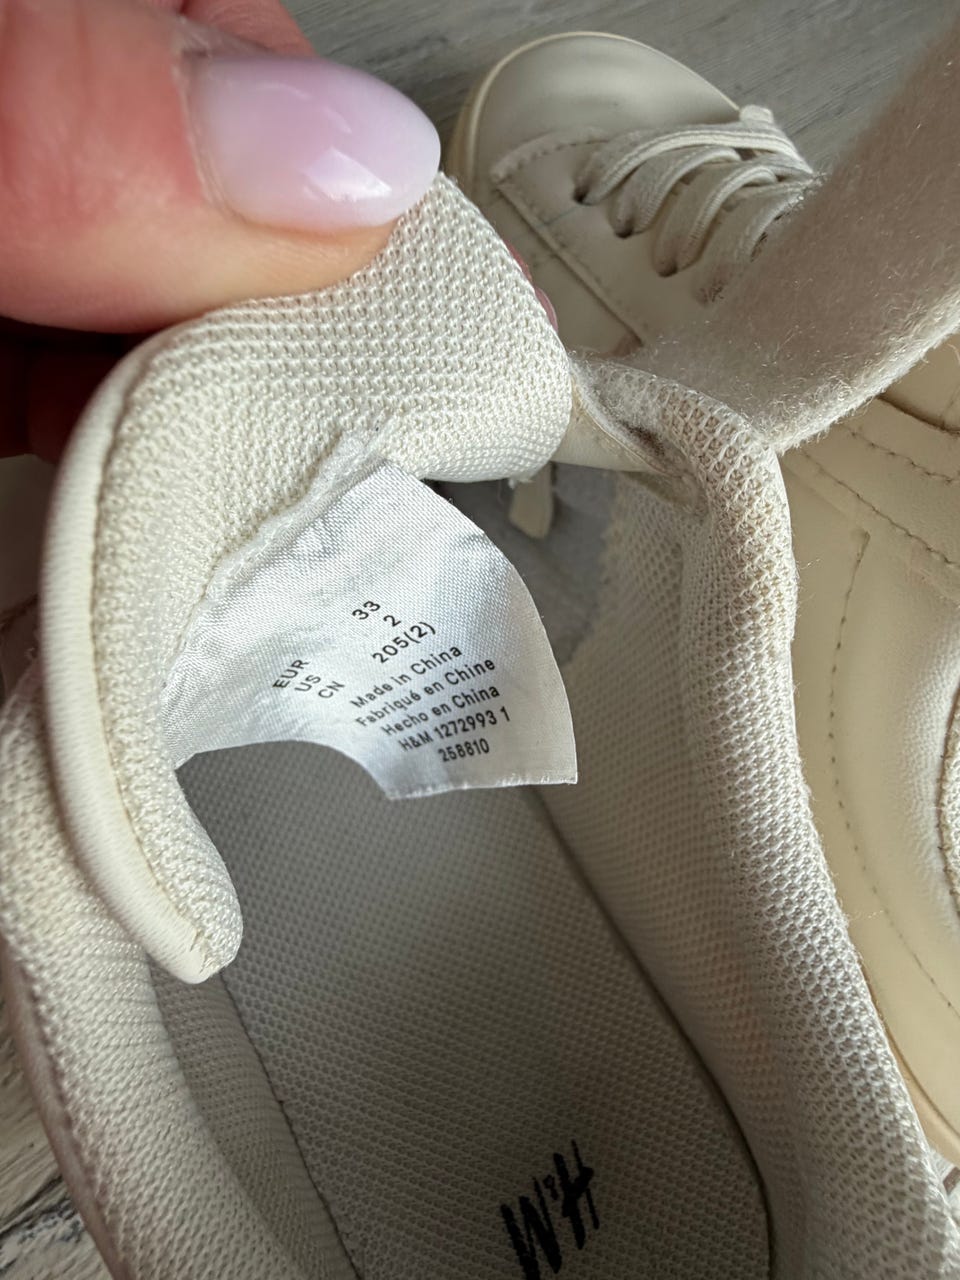 EUR 33
US 2
CN 205(2)
Made in China
Fabriqué en Chine
Hecho en China
H&M 1272993 1
258810
H&M